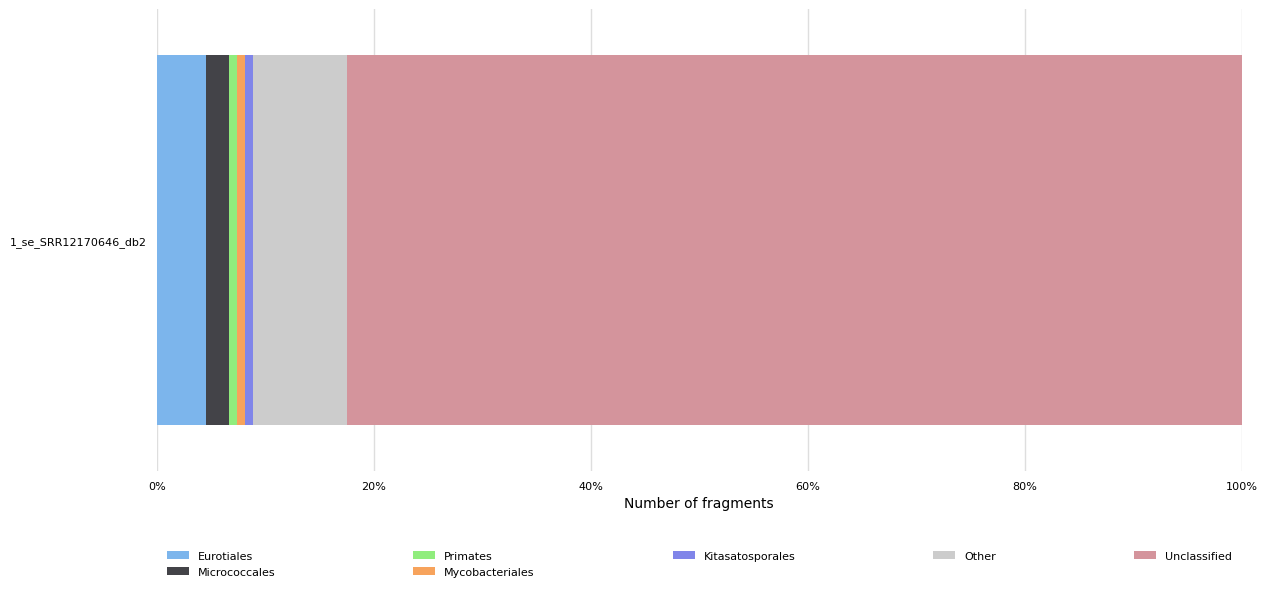 1_se_SRR12170646_db2
0% 20% 40% 60% 80% 100%
Number of fragments
Eurotiales Primates Kitasatosporales Other Unclassified
Micrococcales Mycobacteriales